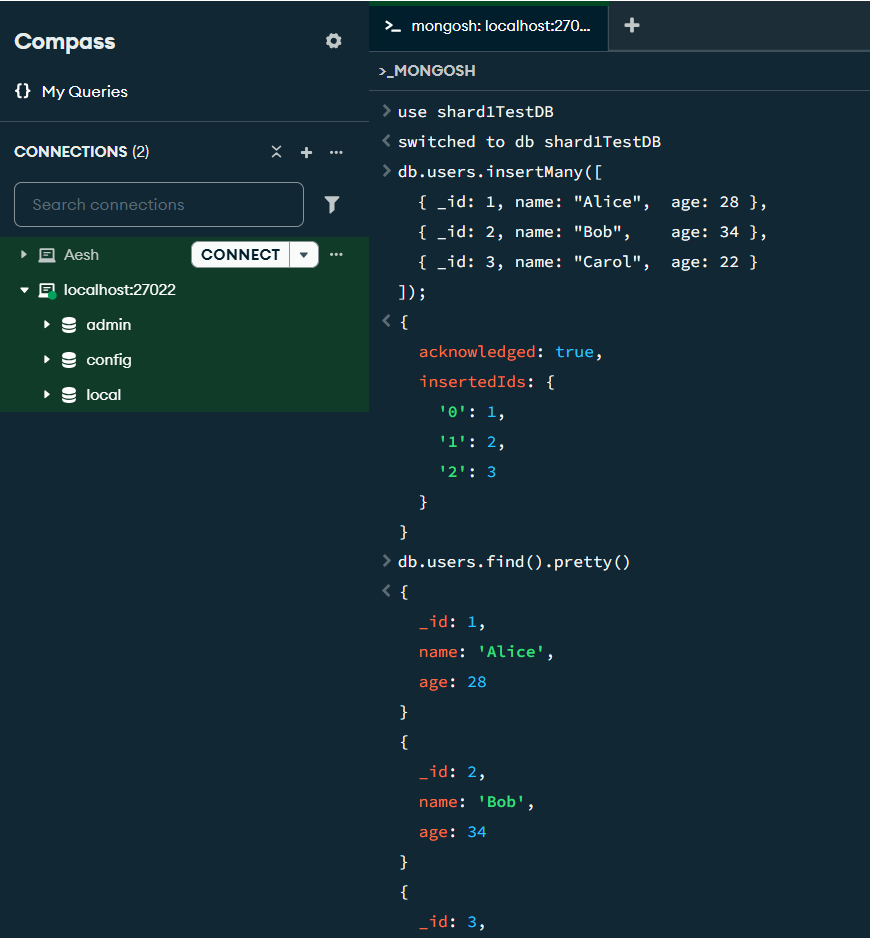 Compass
{} My Queries
CONNECTIONS (2)
Search connections
Aesh
CONNECT
localhost:27022
admin
config
local
>_ mongosh: localhost:270...
>_MONGOSH
> use shard1TestDB
< switched to db shard1TestDB
> db.users.insertMany([
{ _id: 1, name: "Alice",  age: 28 },
{ _id: 2, name: "Bob",    age: 34 },
{ _id: 3, name: "Carol",  age: 22 }
]);
< {
acknowledged: true,
insertedIds: {
'0': 1,
'1': 2,
'2': 3
}
}
> db.users.find().pretty()
< {
_id: 1,
name: 'Alice',
age: 28
}
{
_id: 2,
name: 'Bob',
age: 34
}
{
_id: 3,